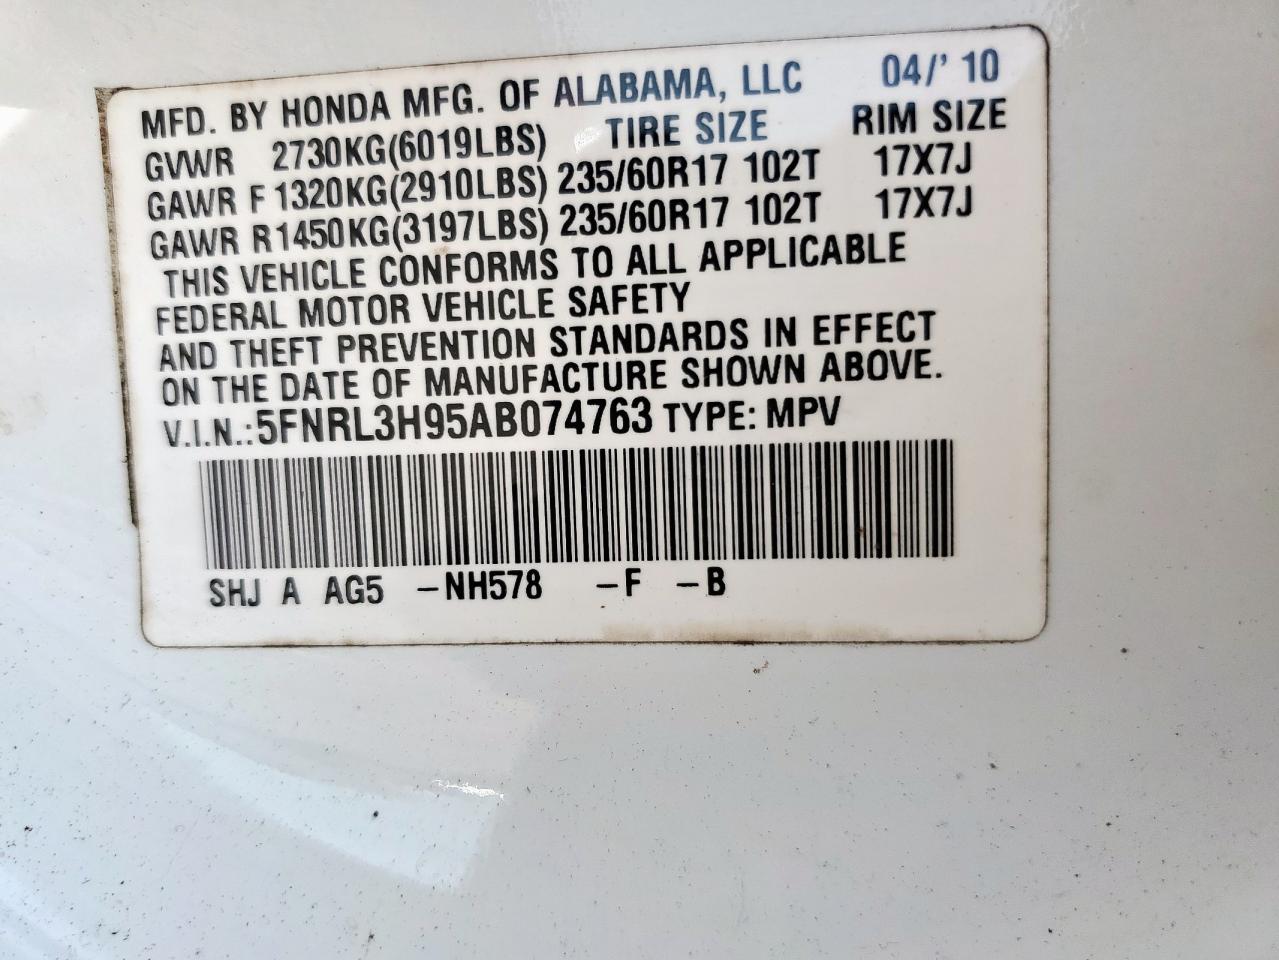 MFD. BY HONDA MFG. OF ALABAMA, LLC 04/' 10
GVWR 2730KG(6019LBS) TIRE SIZE RIM SIZE
GAWR F 1320KG(2910LBS) 235/60R17 102T 17X7J
GAWR R1450KG(3197LBS) 235/60R17 102T 17X7J
THIS VEHICLE CONFORMS TO ALL APPLICABLE
FEDERAL MOTOR VEHICLE SAFETY
AND THEFT PREVENTION STANDARDS IN EFFECT
ON THE DATE OF MANUFACTURE SHOWN ABOVE.
V.I.N.:5FNRL3H95AB074763 TYPE: MPV
SHJ A AG5 -NH578 -F -B